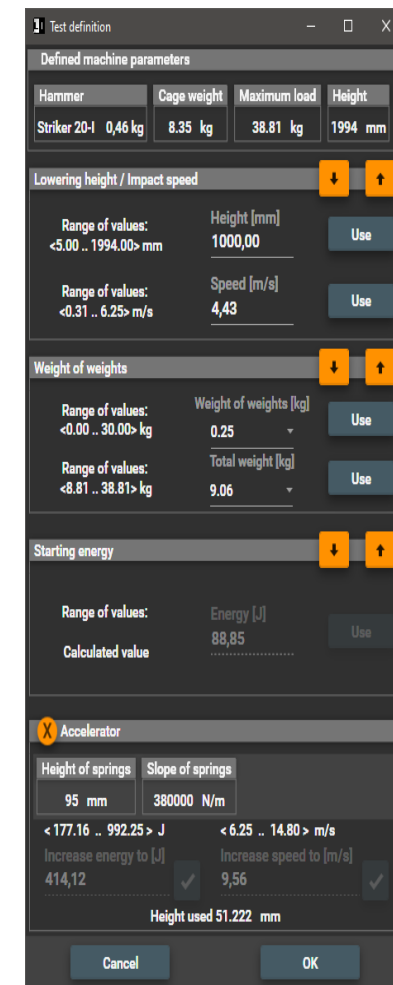 Test definition
Defined machine parameters
Hammer Cage weight Maximum load Height
Striker 20-I 0,46 kg 8.35 kg 38.81 kg 1994 mm
Lowering height / Impact speed
Range of values: Height [mm]
<5.00 .. 1994.00> mm 1000,00 Use
Range of values: Speed [m/s]
<0.31 .. 6.25> m/s 4,43 Use
Weight of weights
Range of values: Weight of weights [kg]
<0.00 .. 30.00> kg 0.25 Use
Range of values: Total weight [kg]
<8.81 .. 38.81> kg 9.06 Use
Starting energy
Range of values: Energy [J]
Calculated value 88,85 Use
X Accelerator
Height of springs Slope of springs
95 mm 380000 N/m
< 177.16 .. 992.25 > J < 6.25 .. 14.80 > m/s
Increase energy to [J] Increase speed to [m/s]
414,12 9,56
Height used 51.222 mm
Cancel OK